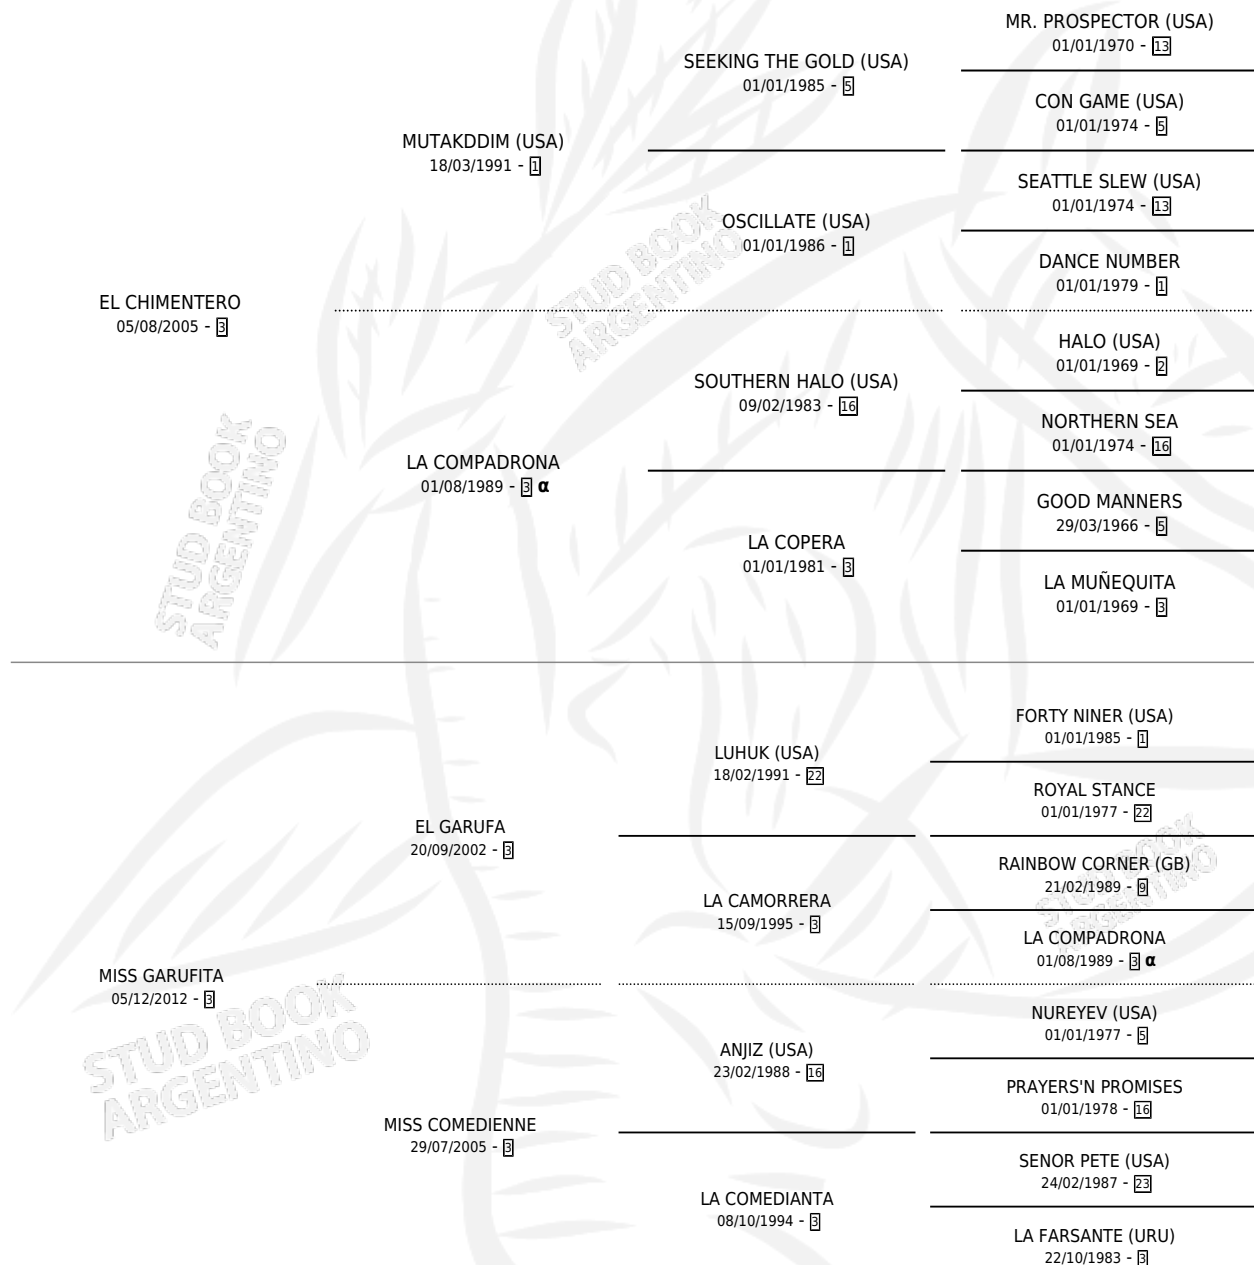 MR. PROSPECTOR (USA)
01/01/1970 - 13
SEEKING THE GOLD (USA)
01/01/1985 - 5
CON GAME (USA)
01/01/1974 - 5
MUTAKDDIM (USA)
18/03/1991 - 1
SEATTLE SLEW (USA)
01/01/1974 - 13
OSCILLATE (USA)
01/01/1986 - 1
DANCE NUMBER
01/01/1979 - 1
EL CHIMENTERO
05/08/2005 - 3
HALO (USA)
01/01/1969 - 2
SOUTHERN HALO (USA)
09/02/1983 - 16
NORTHERN SEA
01/01/1974 - 16
LA COMPADRONA
01/08/1989 - 3 α
GOOD MANNERS
29/03/1966 - 5
LA COPERA
01/01/1981 - 3
LA MUÑEQUITA
01/01/1969 - 3
FORTY NINER (USA)
01/01/1985 - 1
LUHUK (USA)
18/02/1991 - 22
ROYAL STANCE
01/01/1977 - 22
EL GARUFA
20/09/2002 - 3
RAINBOW CORNER (GB)
21/02/1989 - 9
LA CAMORRERA
15/09/1995 - 3
LA COMPADRONA
01/08/1989 - 3 α
MISS GARUFITA
05/12/2012 - 3
NUREYEV (USA)
01/01/1977 - 5
ANJIZ (USA)
23/02/1988 - 16
PRAYERS'N PROMISES
01/01/1978 - 16
MISS COMEDIENNE
29/07/2005 - 3
SENOR PETE (USA)
24/02/1987 - 23
LA COMEDIANTA
08/10/1994 - 3
LA FARSANTE (URU)
22/10/1983 - 3
STUD BOOK
ARGENTINO
STUD BOOK
ARGENTINO
STUD BOOK
ARGENTINO
STUD BOOK
ARGENTINO